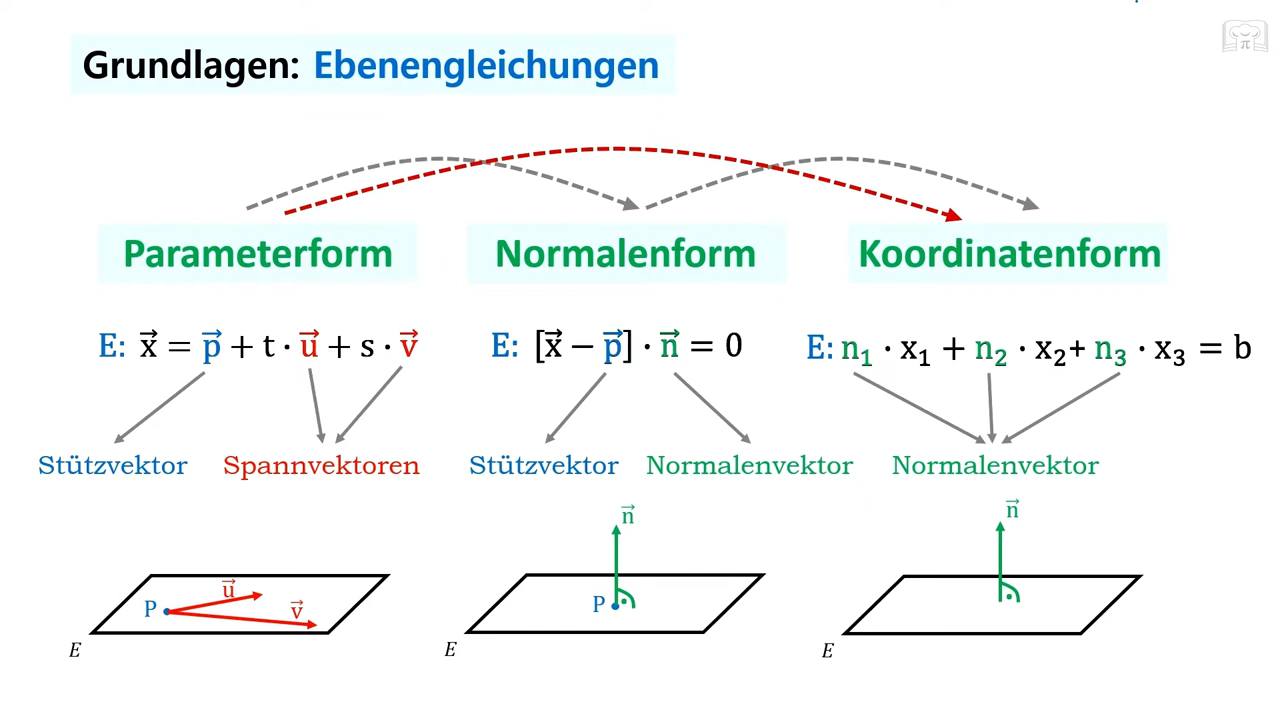 Grundlagen: Ebenengleichungen
π
Parameterform
Normalenform
Koordinatenform
E: x⃗ = p⃗ + t · u⃗ + s · v⃗
E: [x⃗ − p⃗] · n⃗ = 0
E: n₁ · x₁ + n₂ · x₂+ n₃ · x₃ = b
Stützvektor
Spannvektoren
Stützvektor
Normalenvektor
Normalenvektor
P
u⃗
v⃗
E
n⃗
P
E
n⃗
E